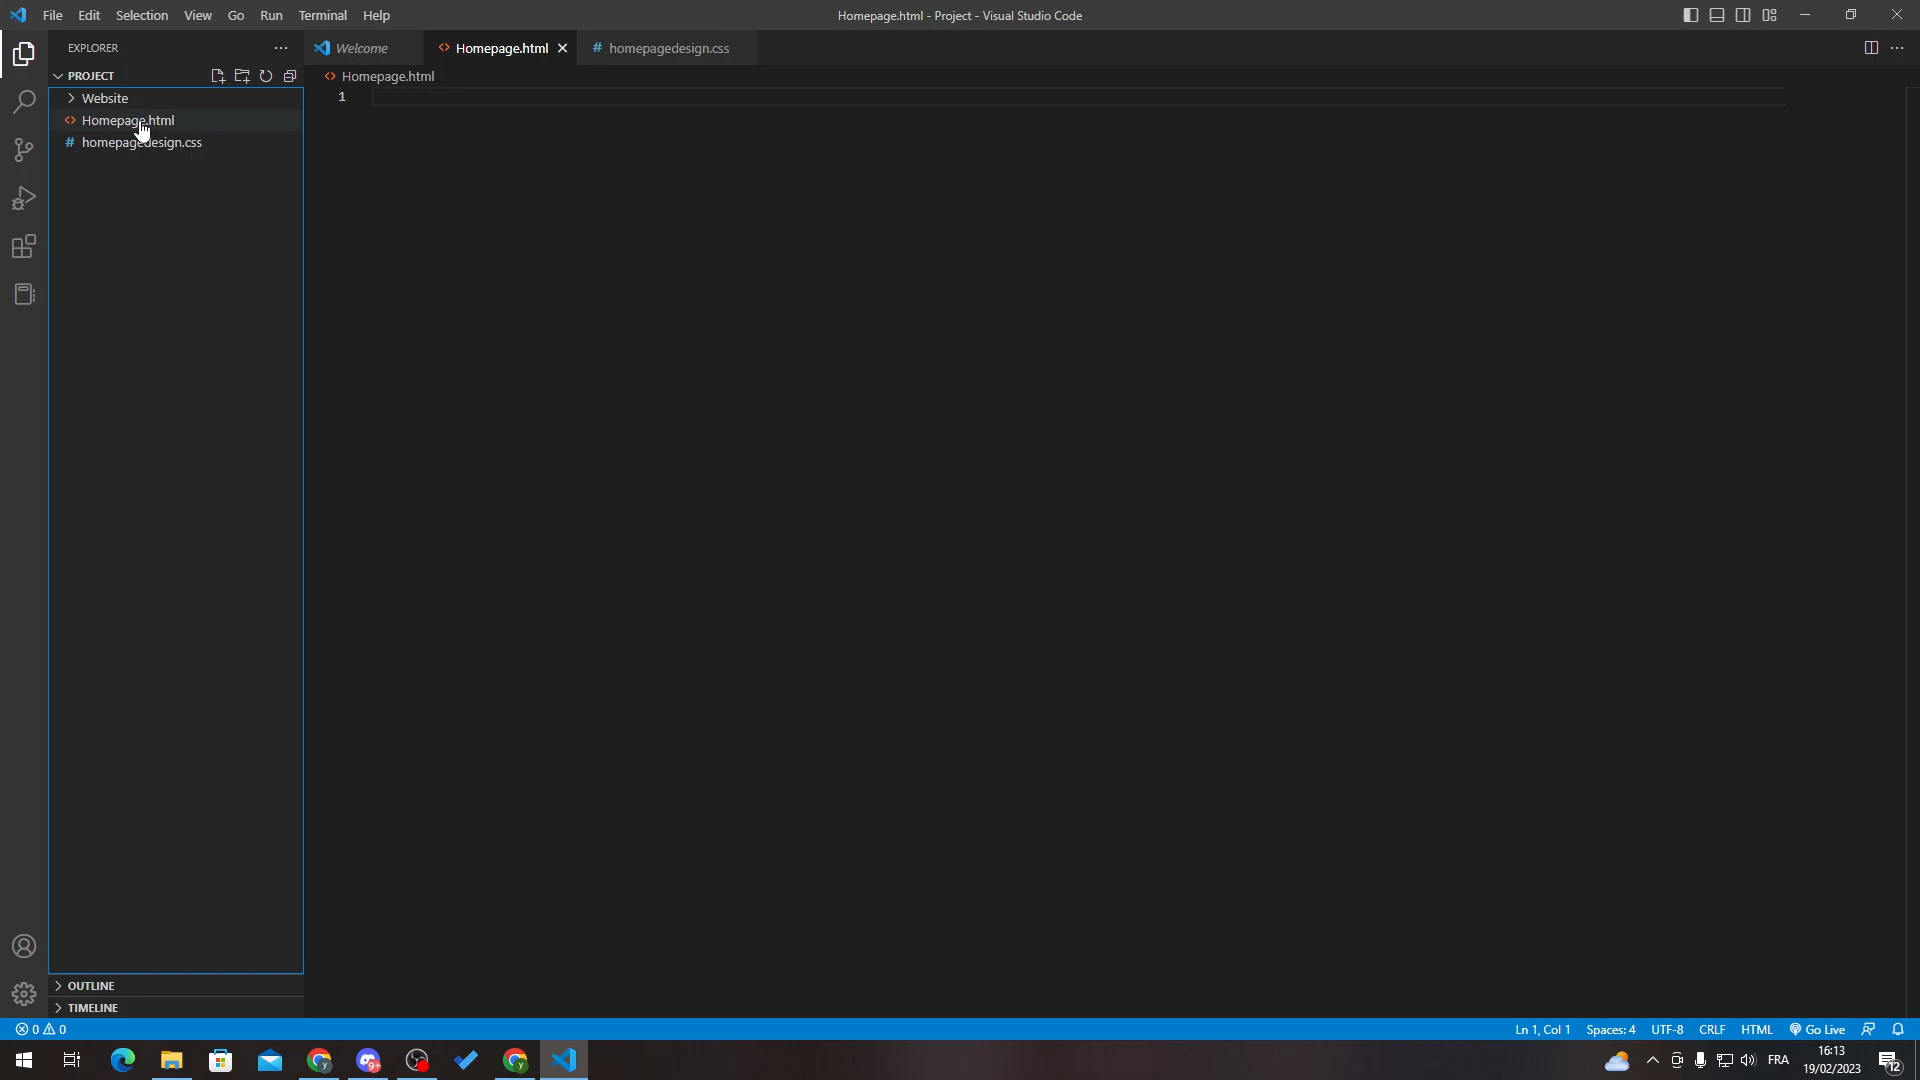 File Edit Selection View Go Run Terminal Help
Homepage.html - Project - Visual Studio Code
EXPLORER
Welcome
Homepage.html
# homepagedesign.css
PROJECT
Homepage.html
Website
1
Homepage.html
# homepagedesign.css
OUTLINE
TIMELINE
0 0
Ln 1, Col 1 Spaces: 4 UTF-8 CRLF HTML Go Live
9+
FRA
16:13
19/02/2023
12